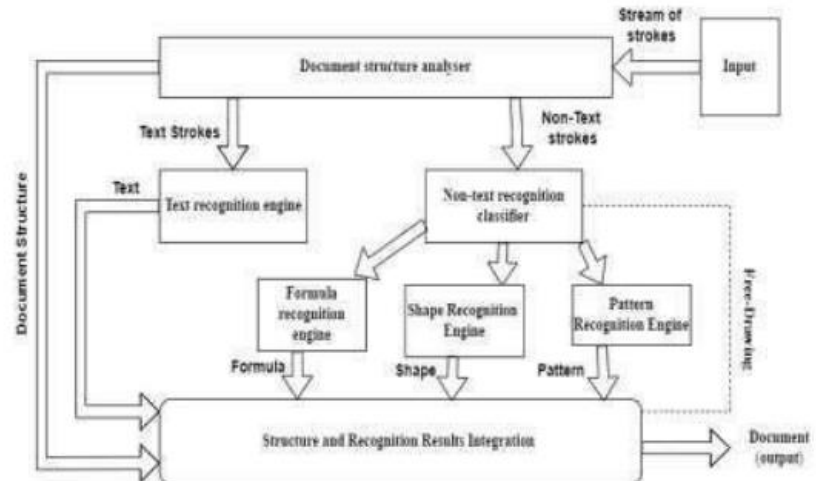 Stream of
strokes
Input
Document structure analyser
Text Strokes
Non-Text
strokes
Text
Text recognition engine
Non-text recognition
classifier
Document Structure
Free-Drawing
Formula
recognition
engine
Shape Recognition
Engine
Pattern
Recognition Engine
Formula
Shape
Pattern
Structure and Recognition Results Integration
Document
(output)